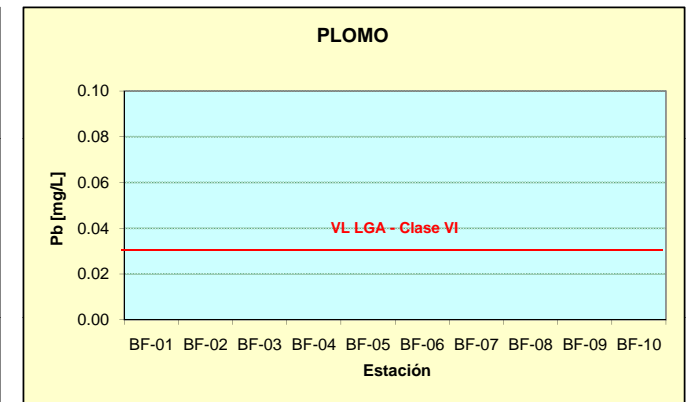 PLOMO
0.10
0.08
0.06
0.04
0.02
0.00
Pb [mg/L]
VL LGA - Clase VI
BF-01 BF-02 BF-03 BF-04 BF-05 BF-06 BF-07 BF-08 BF-09 BF-10
Estación